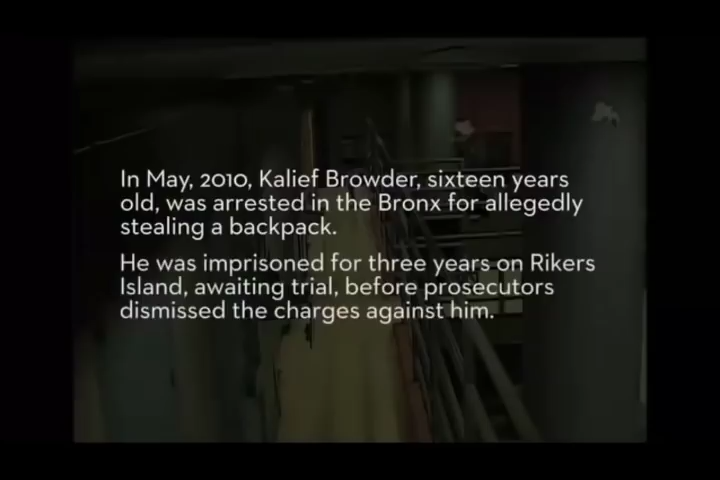 In May, 2010, Kalief Browder, sixteen years
old, was arrested in the Bronx for allegedly
stealing a backpack.
He was imprisoned for three years on Rikers
Island, awaiting trial, before prosecutors
dismissed the charges against him.